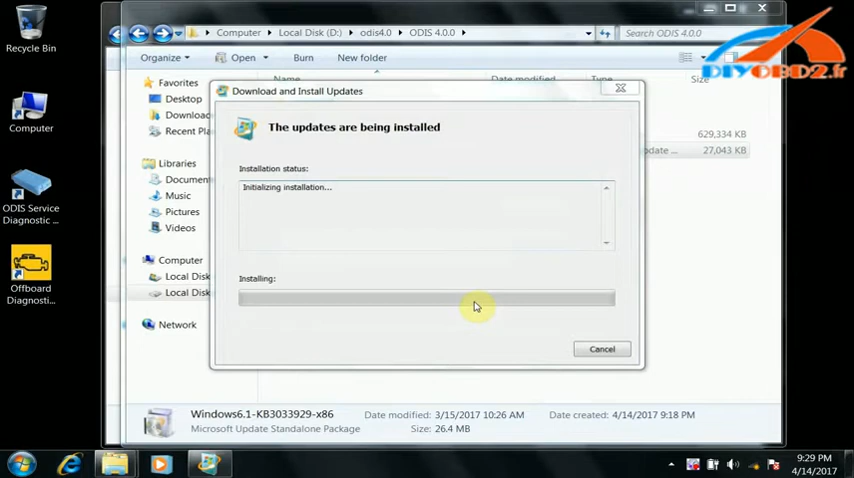 Recycle Bin
Computer
ODIS Service
Diagnostic ...
Offboard
Diagnosti...
Computer
Local Disk (D:)
odis4.0
ODIS 4.0.0
Search ODIS 4.0.0
DIYOBD2.fr
Organize
Open
Burn
New folder
Name
Date modified
Type
Size
Favorites
Desktop
Downloa
Recent Pla
Libraries
Documen
Music
Pictures
Videos
Computer
Local Disk
Local Disk
Network
629,334 KB
pdate ...
27,043 KB
Download and Install Updates
The updates are being installed
Installation status:
Initializing installation...
Installing:
Cancel
Windows6.1-KB3033929-x86
Date modified: 3/15/2017 10:26 AM
Date created: 4/14/2017 9:18 PM
Microsoft Update Standalone Package
Size: 26.4 MB
9:29 PM
4/14/2017